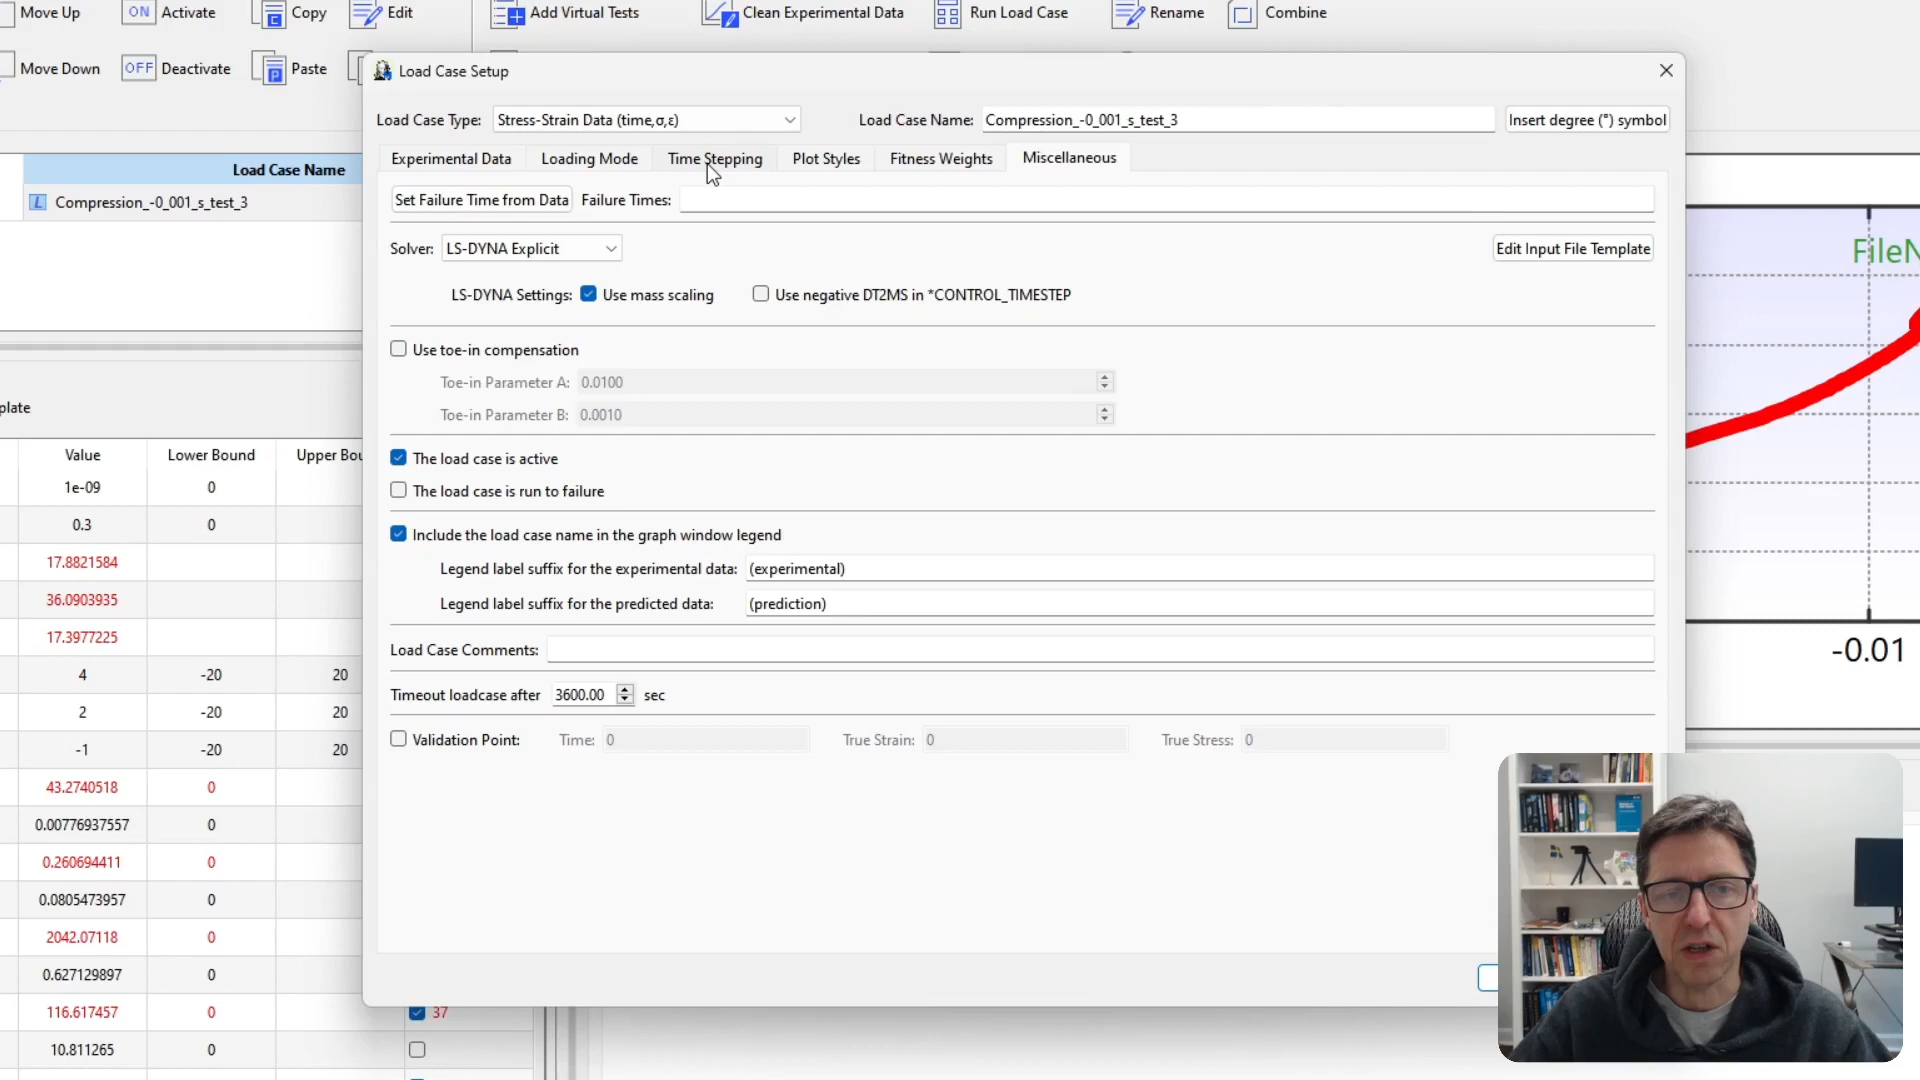 Move Up ON Activate Copy Edit Add Virtual Tests Clean Experimental Data Run Load Case Rename Combine
Move Down OFF Deactivate Paste
Load Case Setup
Load Case Type: Stress-Strain Data (time,σ,ε) Load Case Name: Compression_-0_001_s_test_3 Insert degree (°) symbol
Experimental Data Loading Mode Time Stepping Plot Styles Fitness Weights Miscellaneous
Load Case Name
L Compression_-0_001_s_test_3
Set Failure Time from Data Failure Times:
Solver: LS-DYNA Explicit Edit Input File Template
FileN
LS-DYNA Settings: Use mass scaling Use negative DT2MS in *CONTROL_TIMESTEP
Use toe-in compensation
Toe-in Parameter A: 0.0100
plate
Toe-in Parameter B: 0.0010
Value Lower Bound Upper Bou
The load case is active
1e-09 0
The load case is run to failure
0.3 0
Include the load case name in the graph window legend
17.8821584
Legend label suffix for the experimental data: (experimental)
36.0903935
Legend label suffix for the predicted data: (prediction)
17.3977225
Load Case Comments:
-0.01
4 -20 20
Timeout loadcase after 3600.00 sec
2 -20 20
Validation Point: Time: 0 True Strain: 0 True Stress: 0
-1 -20 20
43.2740518 0
0.00776937557 0
0.260694411 0
0.0805473957 0
2042.07118 0
0.627129897 0
116.617457 0 37
10.811265 0